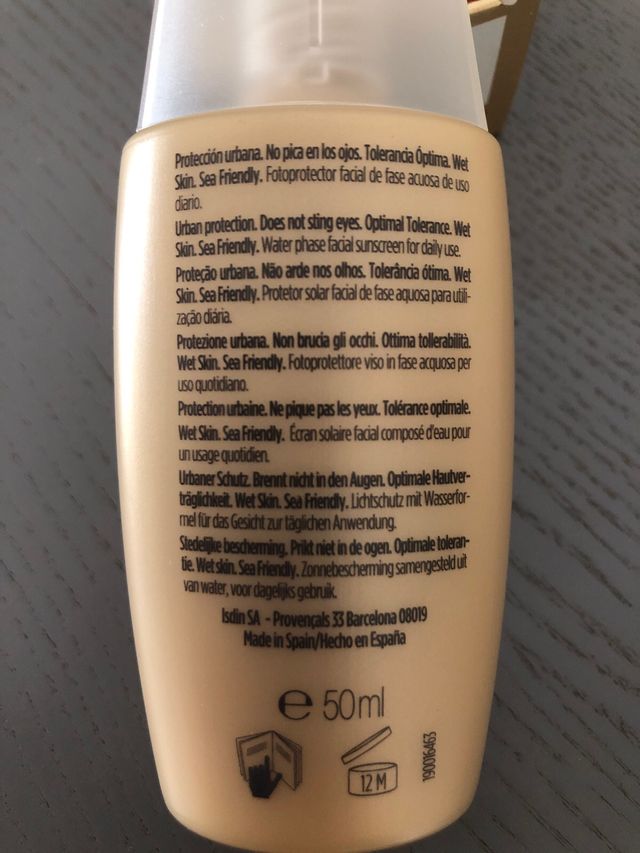 Protección urbana. No pica en los ojos. Tolerancia Óptima. Wet
Skin. Sea Friendly. Fotoprotector facial de fase acuosa de uso
diario.
Urban protection. Does not sting eyes. Optimal Tolerance. Wet
Skin. Sea Friendly. Water phase facial sunscreen for daily use.
Proteção urbana. Não arde nos olhos. Tolerância ótima. Wet
Skin. Sea Friendly. Protetor solar facial de fase aquosa para utili-
zação diária.
Protezione urbana. Non brucia gli occhi. Ottima tollerabilità.
Wet Skin. Sea Friendly. Fotoprotettore viso in fase acquosa per
uso quotidiano.
Protection urbaine. Ne pique pas les yeux. Tolérance optimale.
Wet Skin. Sea Friendly. Écran solaire facial composé d'eau pour
un usage quotidien.
Urbaner Schutz. Brennt nicht in den Augen. Optimale Hautver-
träglichkeit. Wet Skin. Sea Friendly. Lichtschutz mit Wasserfor-
mel für das Gesicht zur täglichen Anwendung.
Stedelijke bescherming. Prikt niet in de ogen. Optimale toleran-
tie. Wet skin. Sea Friendly. Zonnebescherming samengesteld uit
van water, voor dagelijks gebruik.
Isdin SA - Provençals 33 Barcelona 08019
Made in Spain/Hecho en España
e 50ml
12 M
190016463